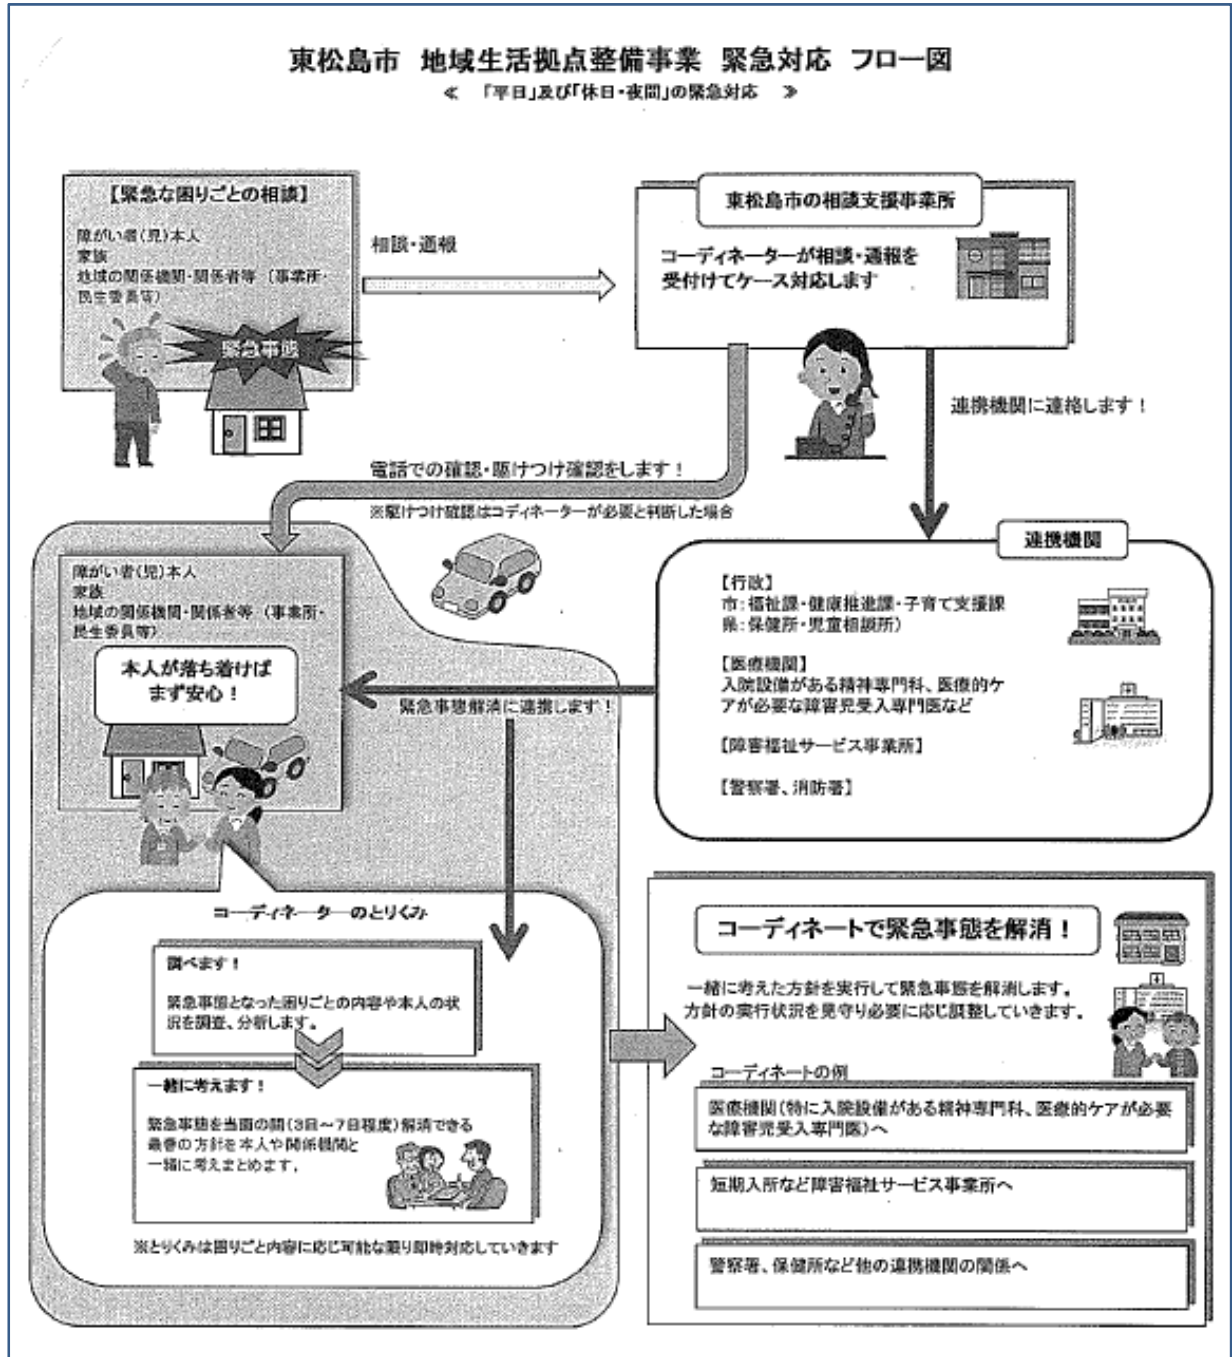 東松島市 地域生活拠点整備事業 緊急対応 フロー図
≪ 「平日」及び「休日・夜間」の緊急対応 ≫
【緊急な困りごとの相談】
障がい者(児)本人
家族
地域の関係機関・関係者等 (事業所・
民生委員等)
緊急事態
相談・通報
東松島市の相談支援事業所
コーディネーターが相談・通報を
受付けてケース対応します
連携機関に連絡します!
電話での確認・駆けつけ確認をします!
※駆けつけ確認はコディネーターが必要と判断した場合
障がい者(児)本人
家族
地域の関係機関・関係者等 (事業所・
民生委員等)
本人が落ち着けば
まず安心!
緊急事態解消に連携します!
連携機関
【行政】
市:福祉課・健康推進課・子育て支援課
県:保健所・児童相談所)
【医療機関】
入院設備がある精神専門科、医療的ケ
アが必要な障害児受入専門医など
【障害福祉サービス事業所】
【警察署、消防署】
コーディネーターのとりくみ
調べます!
緊急事態となった困りごとの内容や本人の状
況を調査、分析します。
一緒に考えます!
緊急事態を当面の間(3日~7日程度)解消できる
最善の方針を本人や関係機関と
一緒に考えまとめます。
※とりくみは困りごと内容に応じ可能な限り即時対応していきます
コーディネートで緊急事態を解消!
一緒に考えた方針を実行して緊急事態を解消します。
方針の実行状況を見守り必要に応じ調整していきます。
コーディネートの例
医療機関(特に入院設備がある精神専門科、医療的ケアが必要
な障害児受入専門医)へ
短期入所など障害福祉サービス事業所へ
警察署、保健所など他の連携機関の関係へ